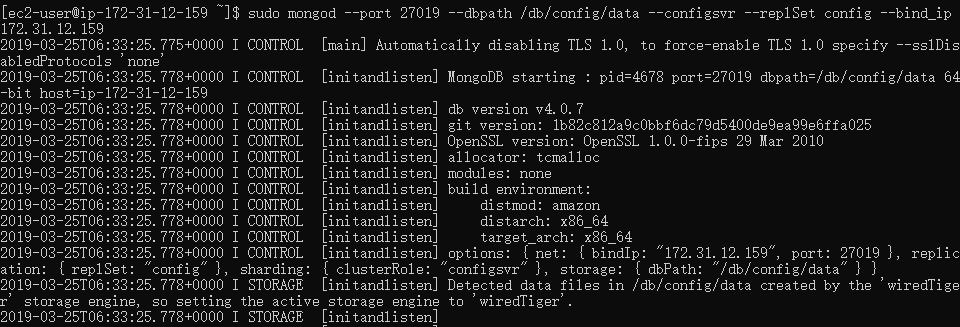 [ec2-user@ip-172-31-12-159 ~]$ sudo mongod --port 27019 --dbpath /db/config/data --configsvr --replSet config --bind_ip
172.31.12.159
2019-03-25T06:33:25.775+0000 I CONTROL  [main] Automatically disabling TLS 1.0, to force-enable TLS 1.0 specify --sslDis
abledProtocols 'none'
2019-03-25T06:33:25.778+0000 I CONTROL  [initandlisten] MongoDB starting : pid=4678 port=27019 dbpath=/db/config/data 64
-bit host=ip-172-31-12-159
2019-03-25T06:33:25.778+0000 I CONTROL  [initandlisten] db version v4.0.7
2019-03-25T06:33:25.778+0000 I CONTROL  [initandlisten] git version: 1b82c812a9c0bbf6dc79d5400de9ea99e6ffa025
2019-03-25T06:33:25.778+0000 I CONTROL  [initandlisten] OpenSSL version: OpenSSL 1.0.0-fips 29 Mar 2010
2019-03-25T06:33:25.778+0000 I CONTROL  [initandlisten] allocator: tcmalloc
2019-03-25T06:33:25.778+0000 I CONTROL  [initandlisten] modules: none
2019-03-25T06:33:25.778+0000 I CONTROL  [initandlisten] build environment:
2019-03-25T06:33:25.778+0000 I CONTROL  [initandlisten]     distmod: amazon
2019-03-25T06:33:25.778+0000 I CONTROL  [initandlisten]     distarch: x86_64
2019-03-25T06:33:25.778+0000 I CONTROL  [initandlisten]     target_arch: x86_64
2019-03-25T06:33:25.778+0000 I CONTROL  [initandlisten] options: { net: { bindIp: "172.31.12.159", port: 27019 }, replic
ation: { replSet: "config" }, sharding: { clusterRole: "configsvr" }, storage: { dbPath: "/db/config/data" } }
2019-03-25T06:33:25.778+0000 I STORAGE  [initandlisten] Detected data files in /db/config/data created by the 'wiredTige
r' storage engine, so setting the active storage engine to 'wiredTiger'.
2019-03-25T06:33:25.778+0000 I STORAGE  [initandlisten]